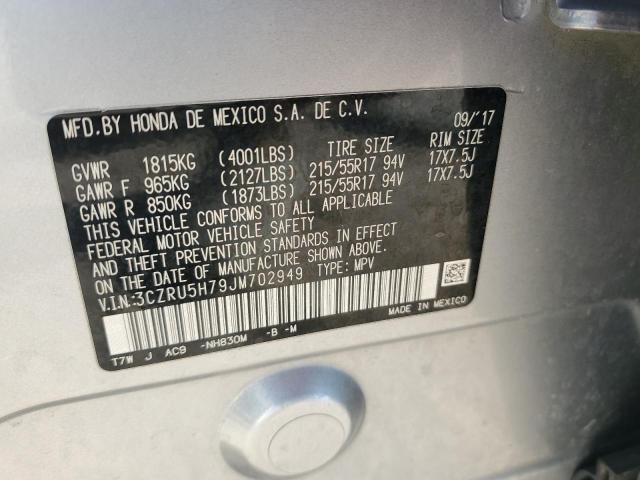 MFD.BY HONDA DE MEXICO S.A. DE C.V. 09/'17
GVWR 1815KG (4001LBS) TIRE SIZE RIM SIZE
GAWR F 965KG (2127LBS) 215/55R17 94V 17X7.5J
GAWR R 850KG (1873LBS) 215/55R17 94V 17X7.5J
THIS VEHICLE CONFORMS TO ALL APPLICABLE
FEDERAL MOTOR VEHICLE SAFETY
AND THEFT PREVENTION STANDARDS IN EFFECT
ON THE DATE OF MANUFACTURE SHOWN ABOVE.
V.I.N.:3CZRU5H79JM702949 TYPE: MPV
T7W J AC9 -NH830M -B -M MADE IN MEXICO